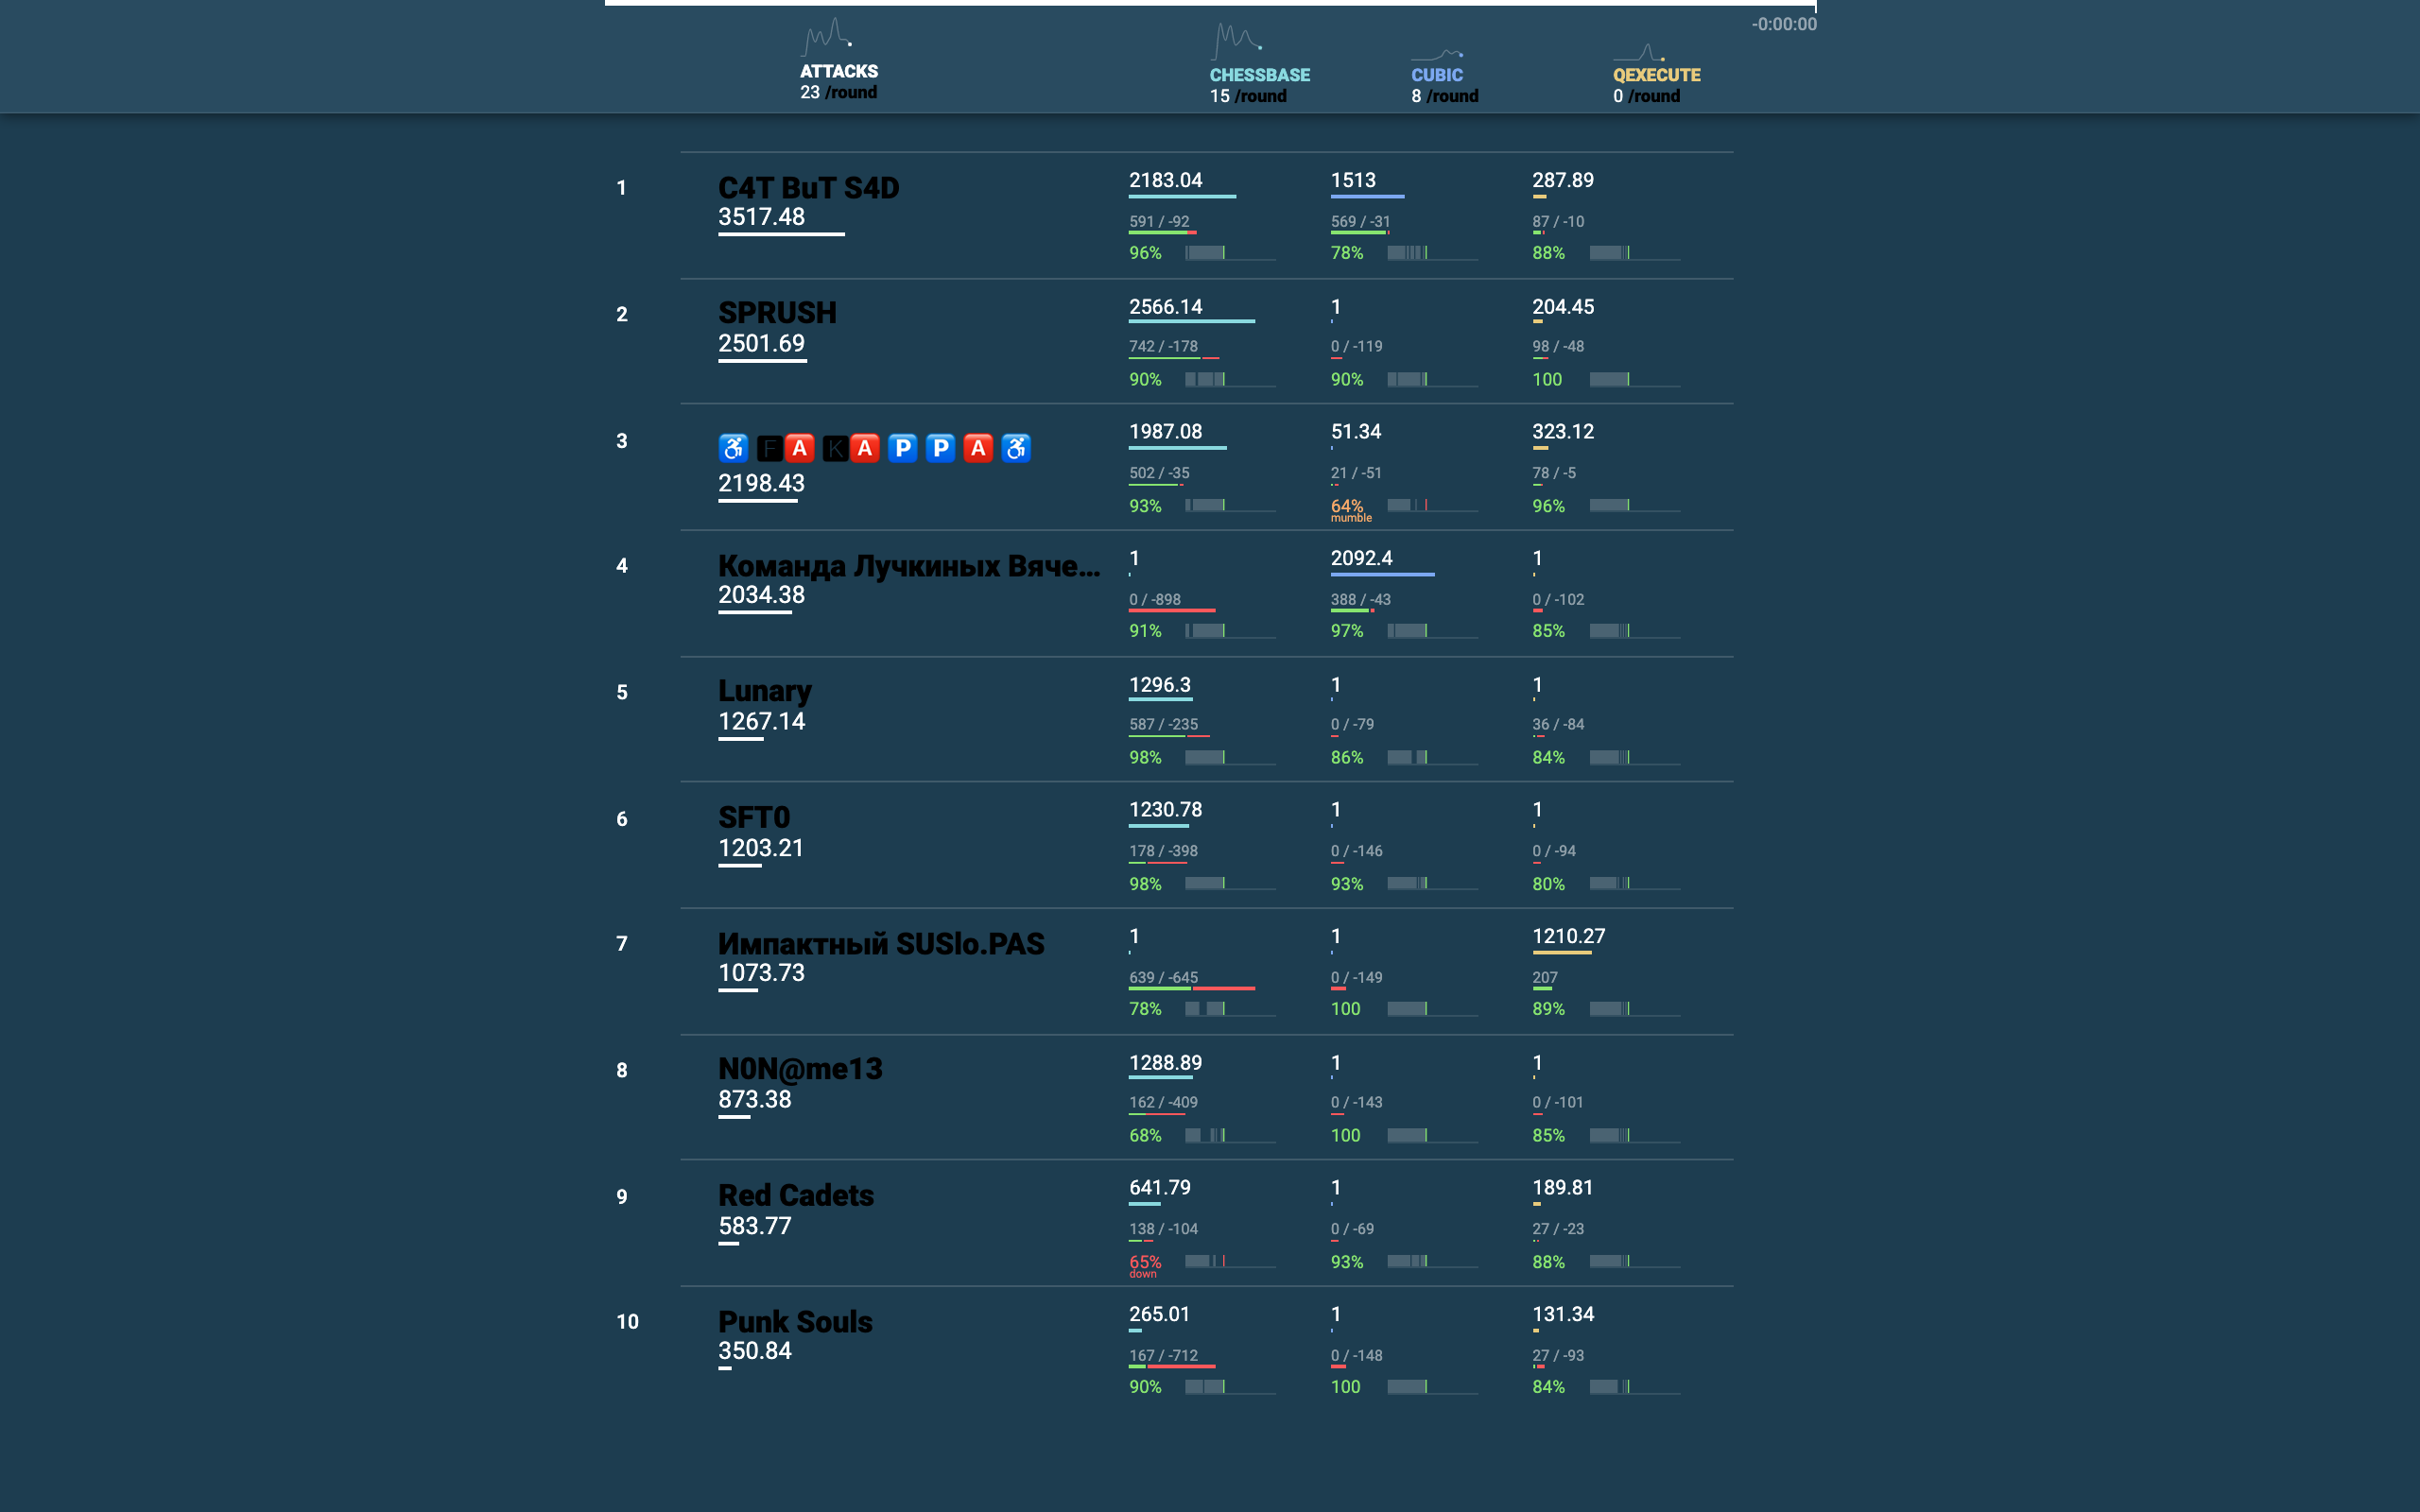 -0:00:00
ATTACKS
23 /round
CHESSBASE
15 /round
CUBIC
8 /round
QEXECUTE
0 /round
1
C4T BuT S4D
3517.48
2183.04
591 / -92
96%
1513
569 / -31
78%
287.89
87 / -10
88%
2
SPRUSH
2501.69
2566.14
742 / -178
90%
1
0 / -119
90%
204.45
98 / -48
100
3
♿ 🅵🅰 🅺🅰 🅿 🅿 🅰 ♿
2198.43
1987.08
502 / -35
93%
51.34
21 / -51
64%
mumble
323.12
78 / -5
96%
4
Команда Лучкиных Вяче...
2034.38
1
0 / -898
91%
2092.4
388 / -43
97%
1
0 / -102
85%
5
Lunary
1267.14
1296.3
587 / -235
98%
1
0 / -79
86%
1
36 / -84
84%
6
SFT0
1203.21
1230.78
178 / -398
98%
1
0 / -146
93%
1
0 / -94
80%
7
Импактный SUSlo.PAS
1073.73
1
639 / -645
78%
1
0 / -149
100
1210.27
207
89%
8
N0N@me13
873.38
1288.89
162 / -409
68%
1
0 / -143
100
1
0 / -101
85%
9
Red Cadets
583.77
641.79
138 / -104
65%
down
1
0 / -69
93%
189.81
27 / -23
88%
10
Punk Souls
350.84
265.01
167 / -712
90%
1
0 / -148
100
131.34
27 / -93
84%